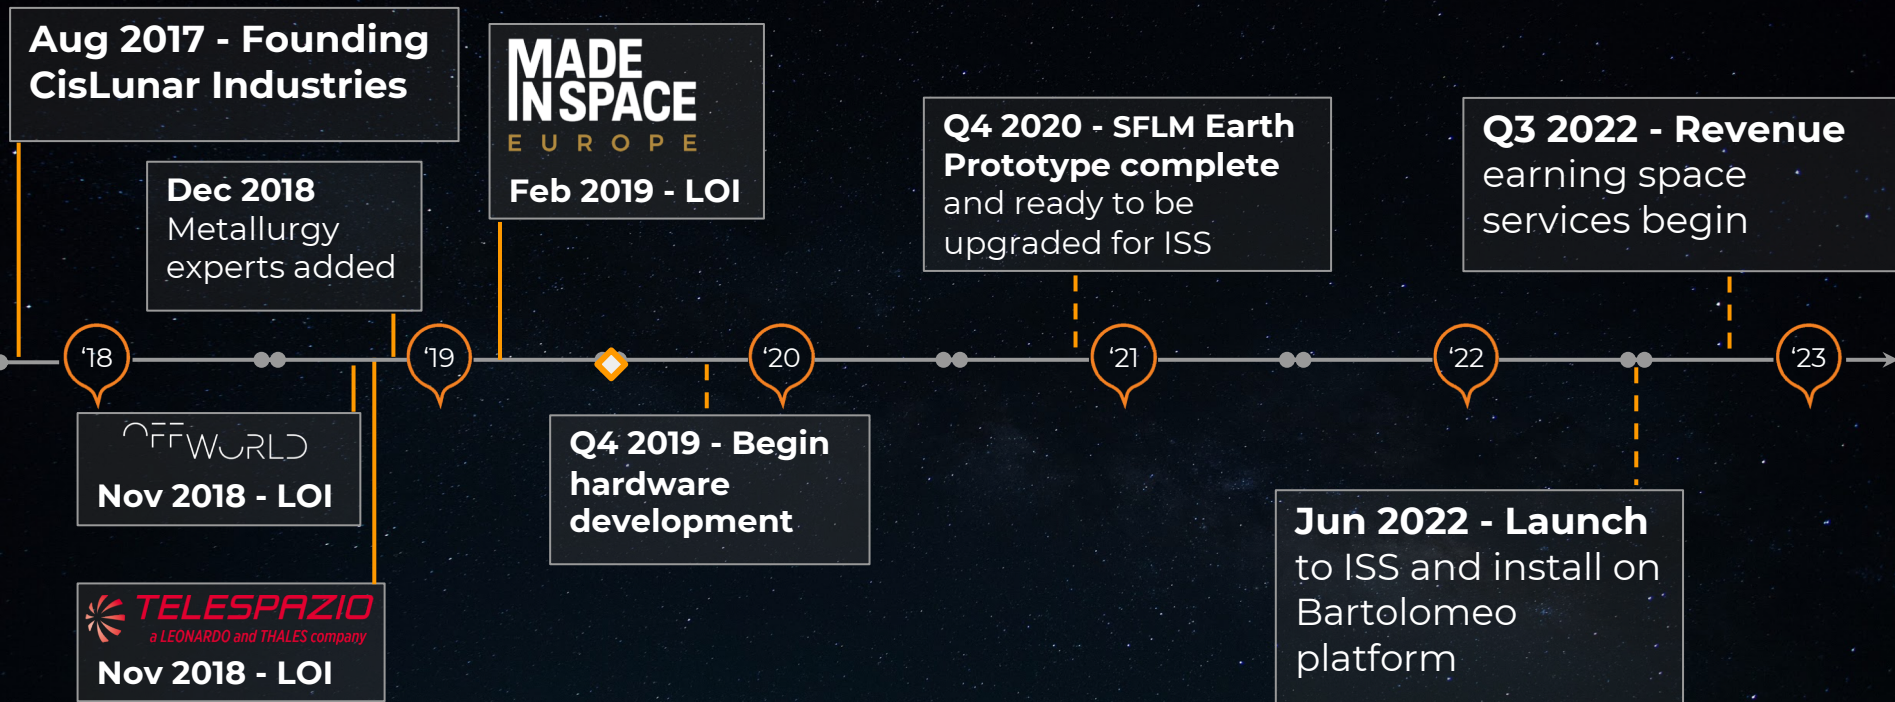 Aug 2017 - Founding
CisLunar Industries
Dec 2018
Metallurgy
experts added
MADE
IN SPACE
EUROPE
Feb 2019 - LOI
Q4 2020 - SFLM Earth
Prototype complete
and ready to be
upgraded for ISS
Q3 2022 - Revenue
earning space
services begin
‘18
‘19
‘20
‘21
‘22
‘23
OFFWORLD
Nov 2018 - LOI
TELESPAZIO
a LEONARDO and THALES company
Nov 2018 - LOI
Q4 2019 - Begin
hardware
development
Jun 2022 - Launch
to ISS and install on
Bartolomeo
platform